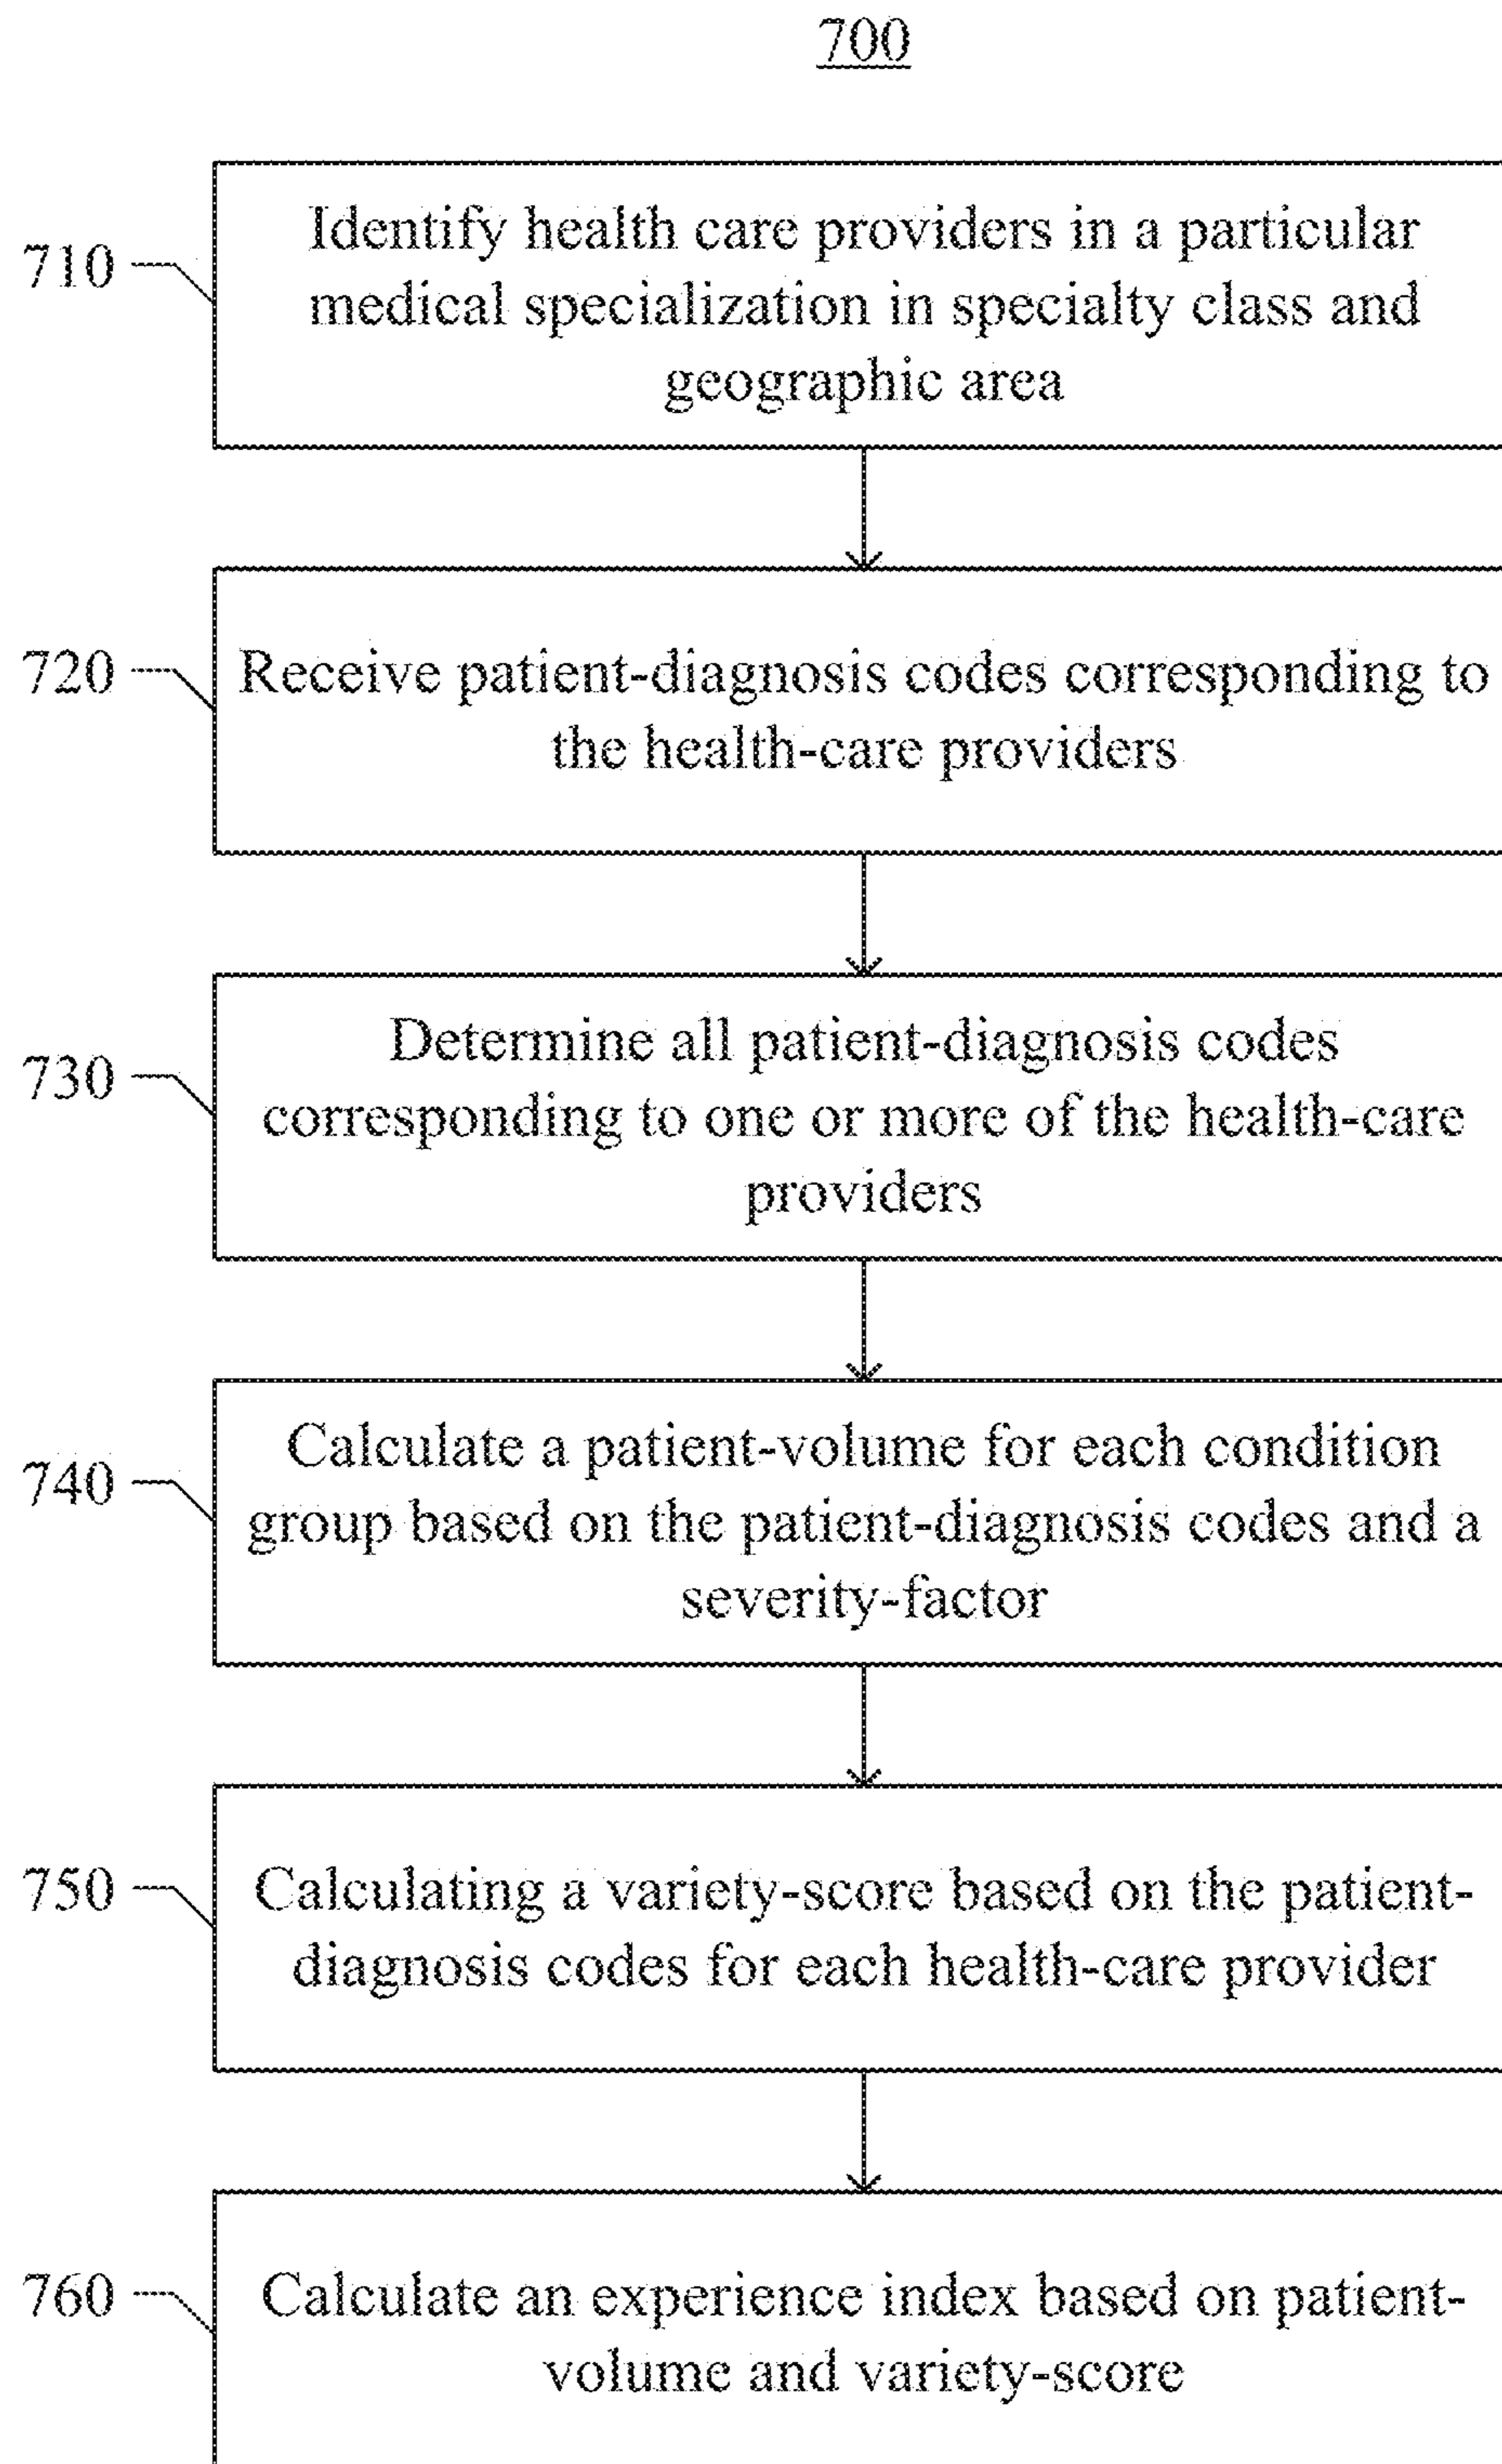 700
710
Identify health care providers in a particular
medical specialization in specialty class and
geographic area
720
Receive patient-diagnosis codes corresponding to
the health-care providers
730
Determine all patient-diagnosis codes
corresponding to one or more of the health-care
providers
740
Calculate a patient-volume for each condition
group based on the patient-diagnosis codes and a
severity-factor
750
Calculating a variety-score based on the patient-
diagnosis codes for each health-care provider
760
Calculate an experience index based on patient-
volume and variety-score